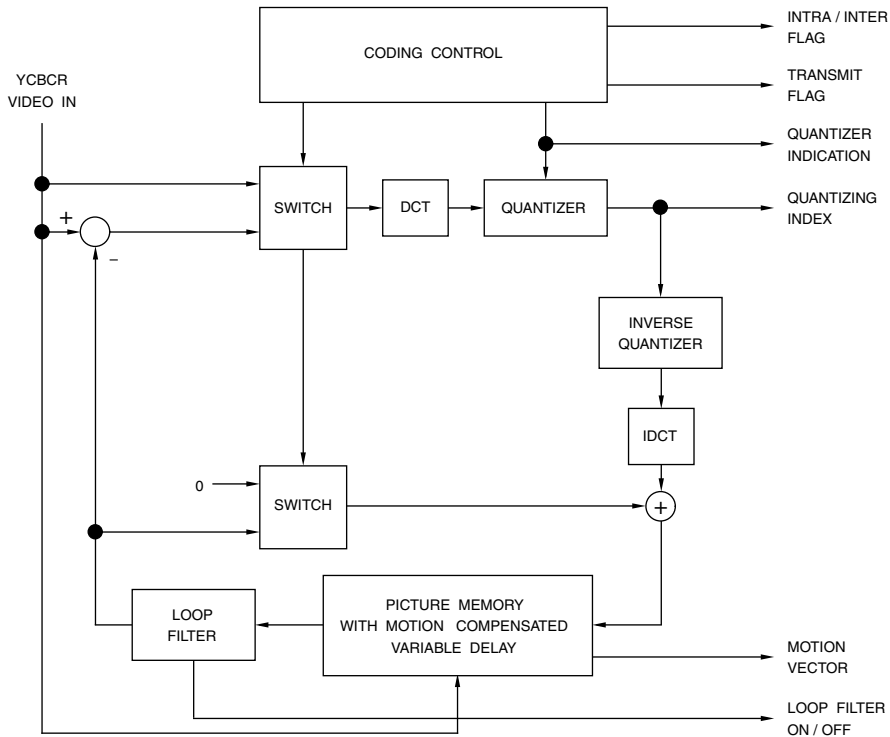 INTRA / INTER
FLAG
CODING CONTROL
TRANSMIT
FLAG
YCBCR
VIDEO IN
QUANTIZER
INDICATION
SWITCH
DCT
QUANTIZER
QUANTIZING
INDEX
+
–
INVERSE
QUANTIZER
IDCT
0
SWITCH
+
LOOP
FILTER
PICTURE MEMORY
WITH MOTION COMPENSATED
VARIABLE DELAY
MOTION
VECTOR
LOOP FILTER
ON / OFF